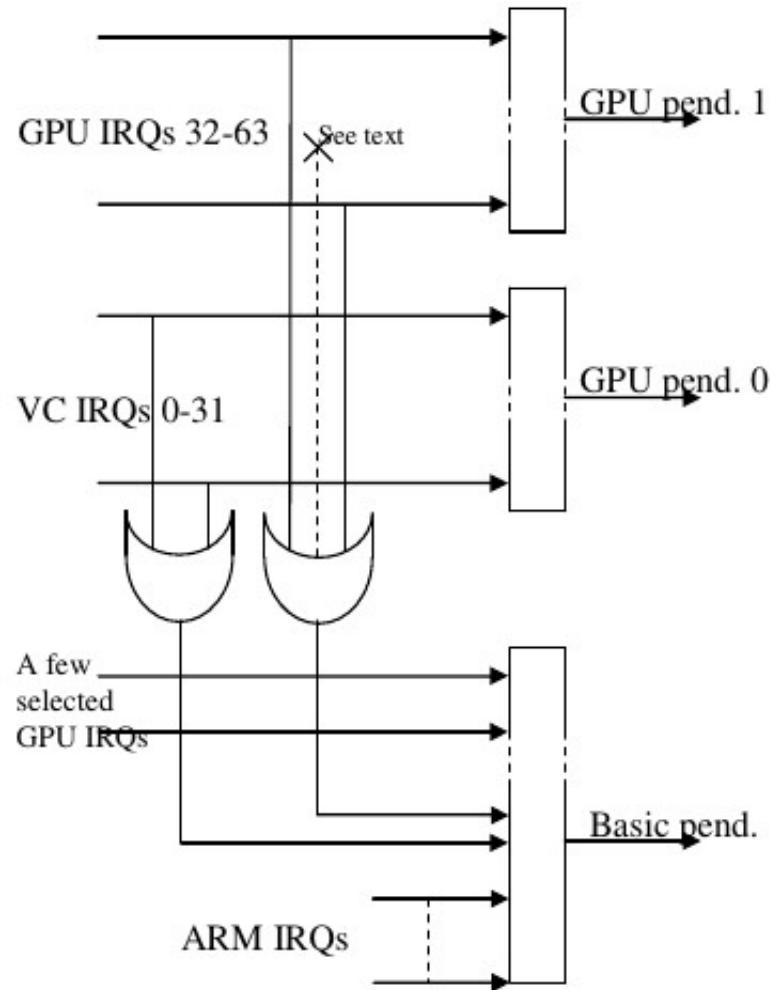 GPU pend. 1
GPU IRQs 32-63
See text
GPU pend. 0
VC IRQs 0-31
A few
selected
GPU IRQs
Basic pend.
ARM IRQs